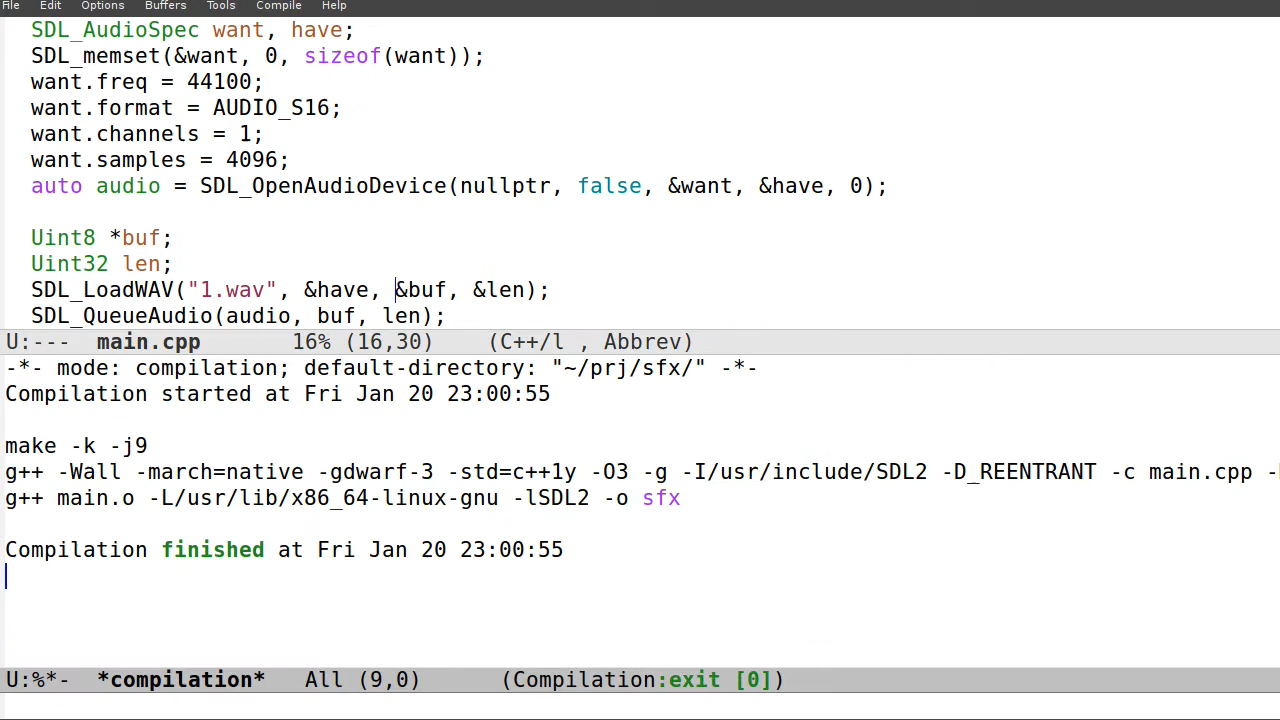 File Edit Options Buffers Tools Compile Help
SDL_AudioSpec want, have;
SDL_memset(&want, 0, sizeof(want));
want.freq = 44100;
want.format = AUDIO_S16;
want.channels = 1;
want.samples = 4096;
auto audio = SDL_OpenAudioDevice(nullptr, false, &want, &have, 0);
Uint8 *buf;
Uint32 len;
SDL_LoadWAV("1.wav", &have, &buf, &len);
SDL_QueueAudio(audio, buf, len);
U:--- main.cpp 16% (16,30) (C++/l , Abbrev)
-*- mode: compilation; default-directory: "~/prj/sfx/" -*-
Compilation started at Fri Jan 20 23:00:55
make -k -j9
g++ -Wall -march=native -gdwarf-3 -std=c++1y -O3 -g -I/usr/include/SDL2 -D_REENTRANT -c main.cpp -
g++ main.o -L/usr/lib/x86_64-linux-gnu -lSDL2 -o sfx
Compilation finished at Fri Jan 20 23:00:55
U:%*- *compilation* All (9,0) (Compilation:exit [0])